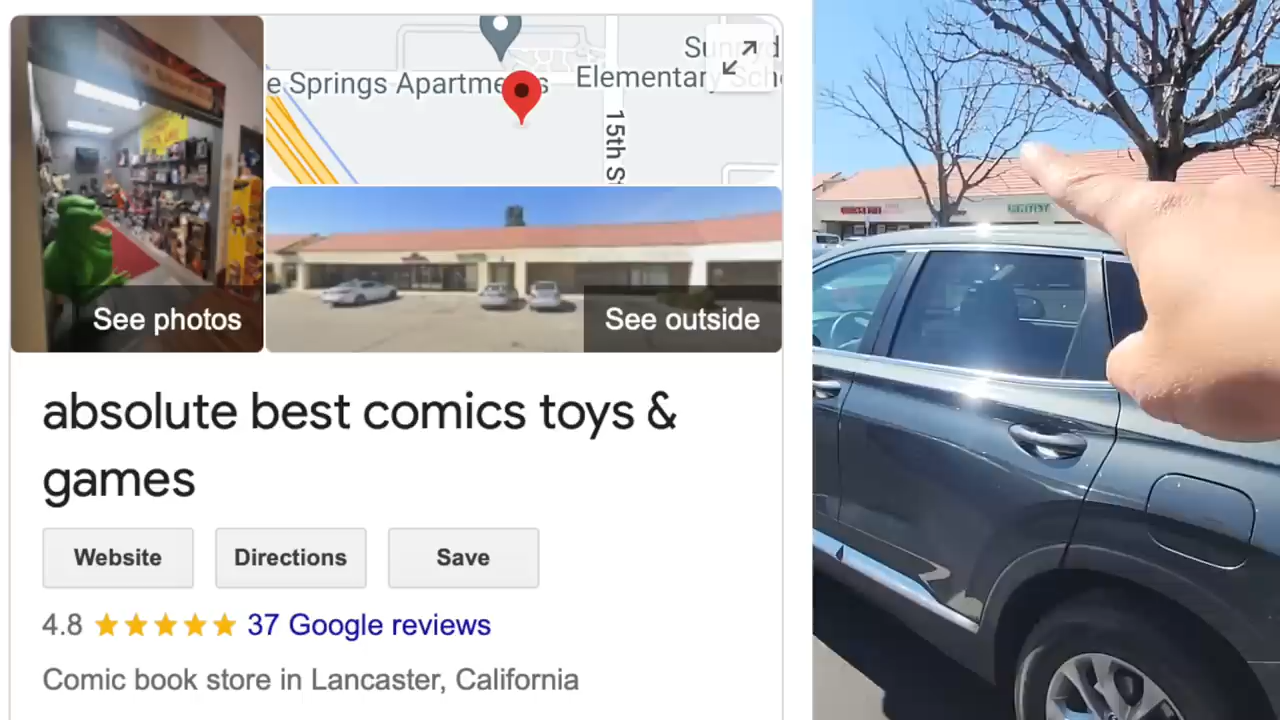 e Springs Apartments
Elementary
15th St
See photos
See outside
absolute best comics toys &
games
Website
Directions
Save
4.8
37 Google reviews
Comic book store in Lancaster, California